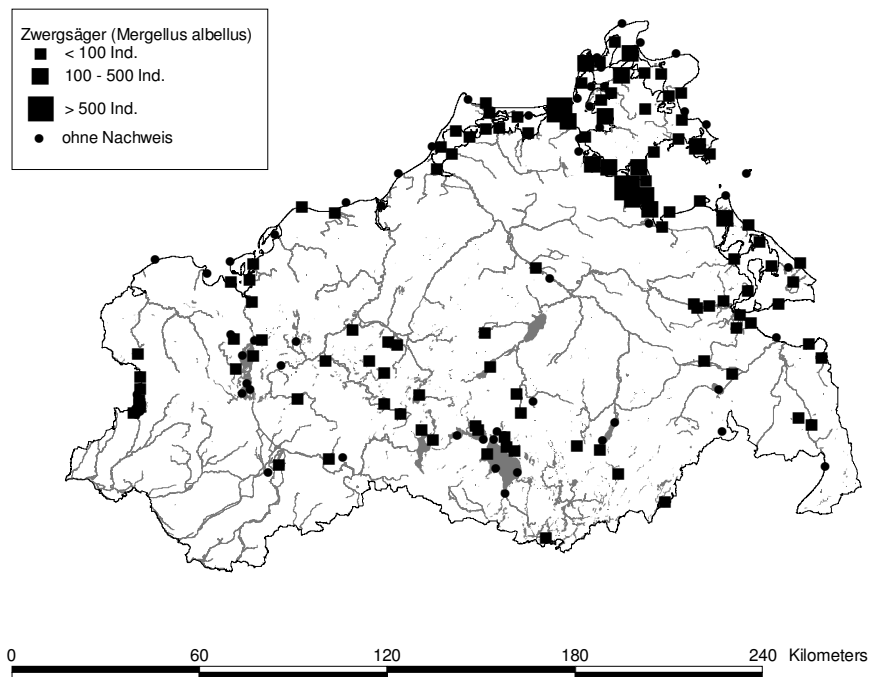 Zwergsäger (Mergellus albellus)
< 100 Ind.
100 - 500 Ind.
> 500 Ind.
ohne Nachweis
0 60 120 180 240 Kilometers